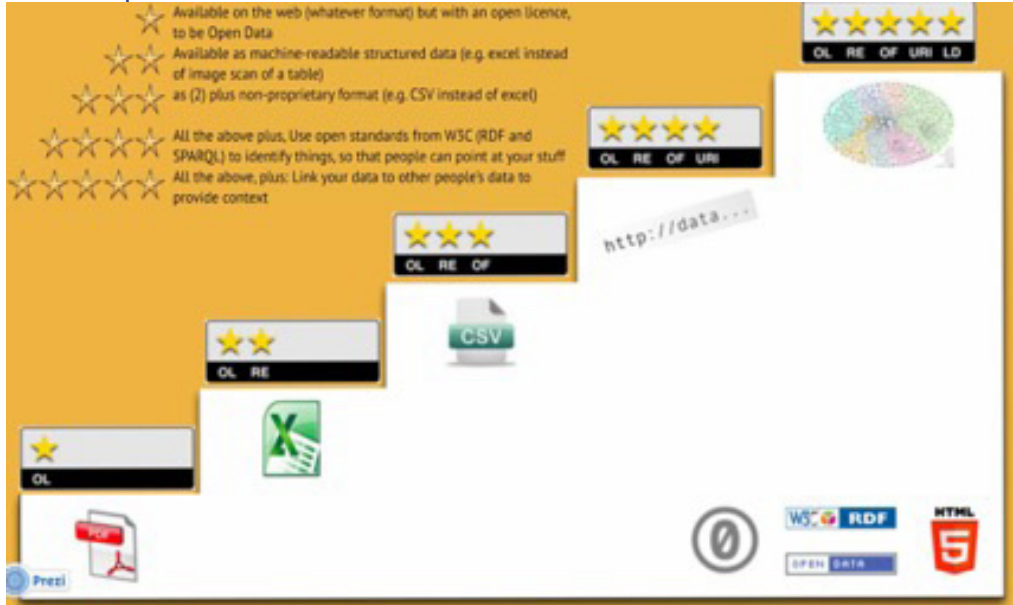 Available on the web (whatever format) but with an open licence,
to be Open Data
Available as machine-readable structured data (e.g. excel instead
of image scan of a table)
as (2) plus non-proprietary format (e.g. CSV instead of excel)
All the above plus, Use open standards from W3C (RDF and
SPARQL) to identify things, so that people can point at your stuff
All the above, plus: Link your data to other people's data to
provide context
OL RE OF URI LD
OL RE OF URI
http://data...
OL RE OF
CSV
OL RE
OL
PDF
0
W3C RDF
OPEN DATA
HTML
5
Prezi